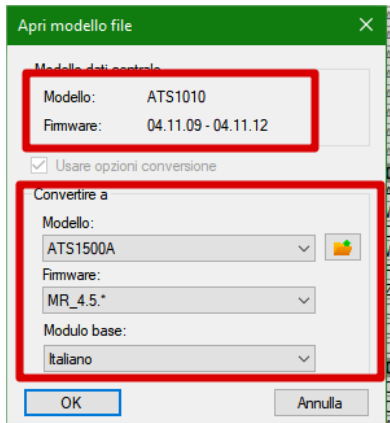 Apri modello file
Modello dati centrale
Modello: ATS1010
Firmware: 04.11.09 - 04.11.12
Usare opzioni conversione
Convertire a
Modello:
ATS1500A
Firmware:
MR_4.5.*
Modulo base:
Italiano
OK Annulla